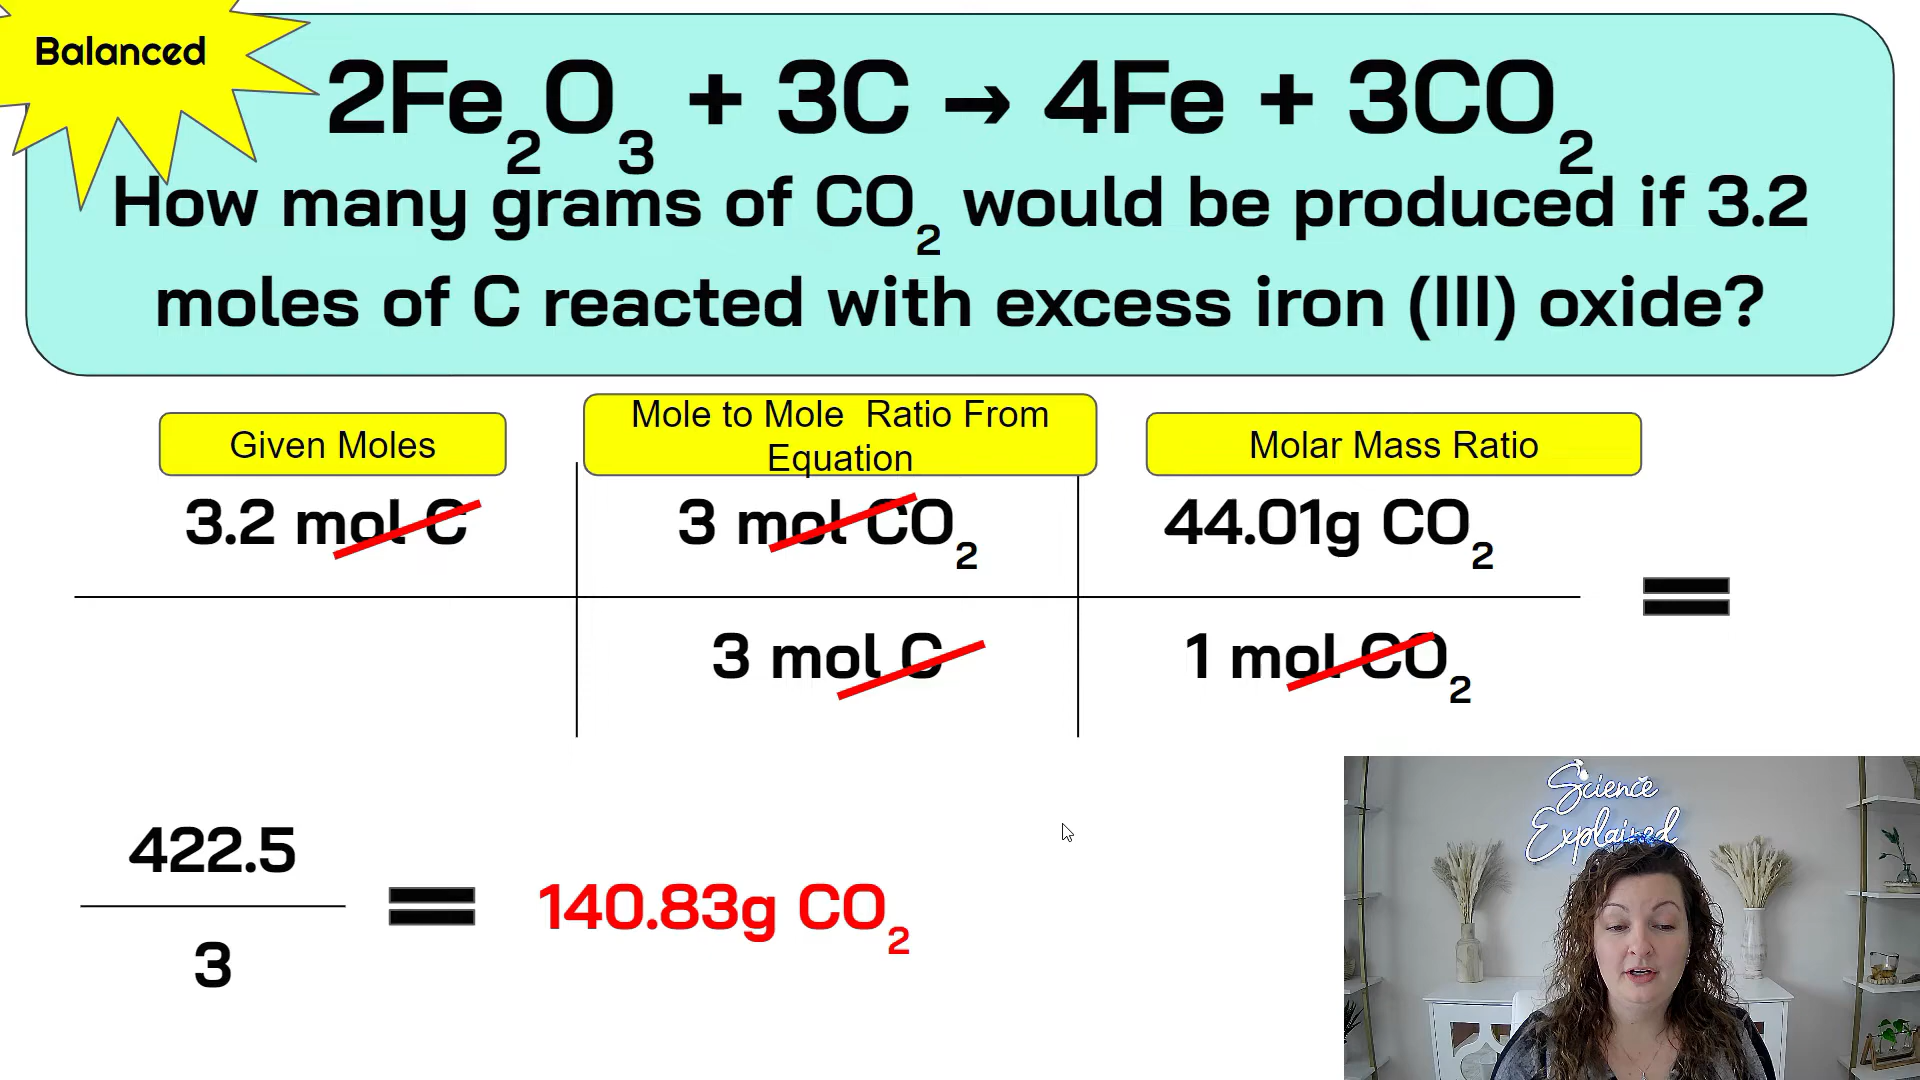 Balanced
2Fe₂O₃ + 3C → 4Fe + 3CO₂
How many grams of CO₂ would be produced if 3.2
moles of C reacted with excess iron (III) oxide?
Given Moles
Mole to Mole Ratio From
Equation
Molar Mass Ratio
3.2 mol C
3 mol CO₂
44.01g CO₂
=
3 mol C
1 mol CO₂
422.5
3
=
140.83g CO₂
Science
Explained